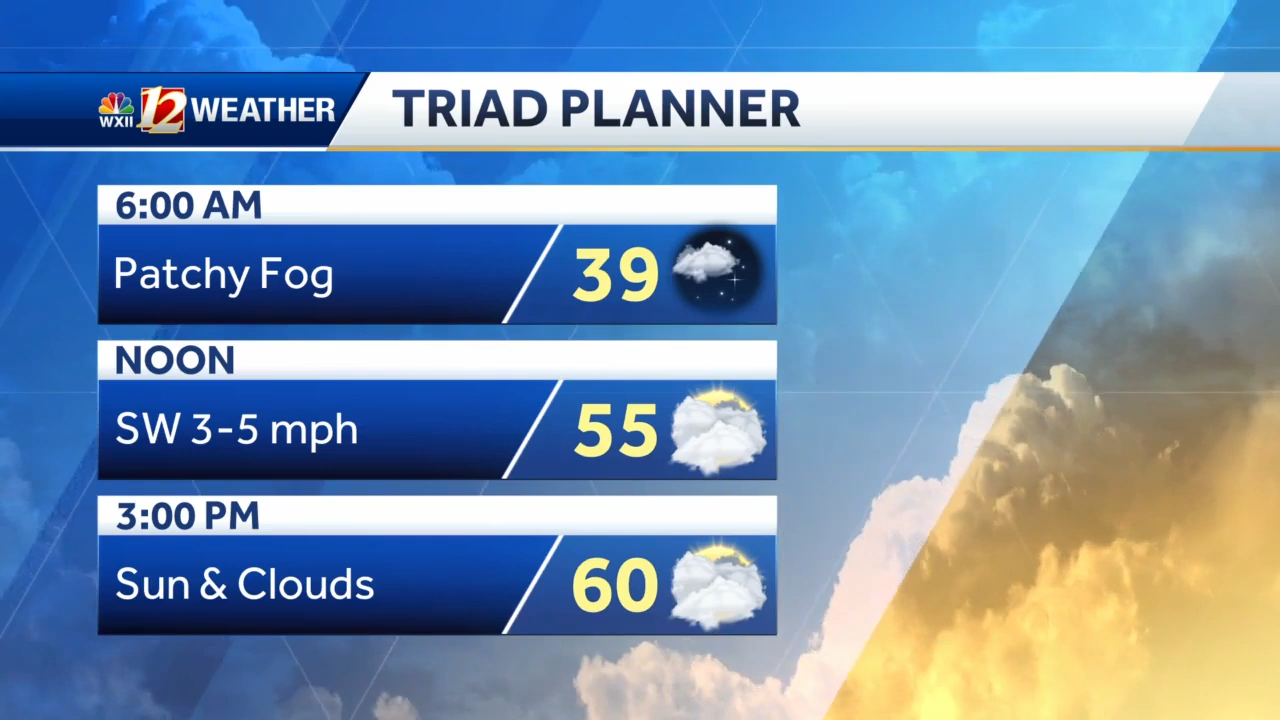 WXII 12 WEATHER
TRIAD PLANNER
6:00 AM
Patchy Fog 39
NOON
SW 3-5 mph 55
3:00 PM
Sun & Clouds 60